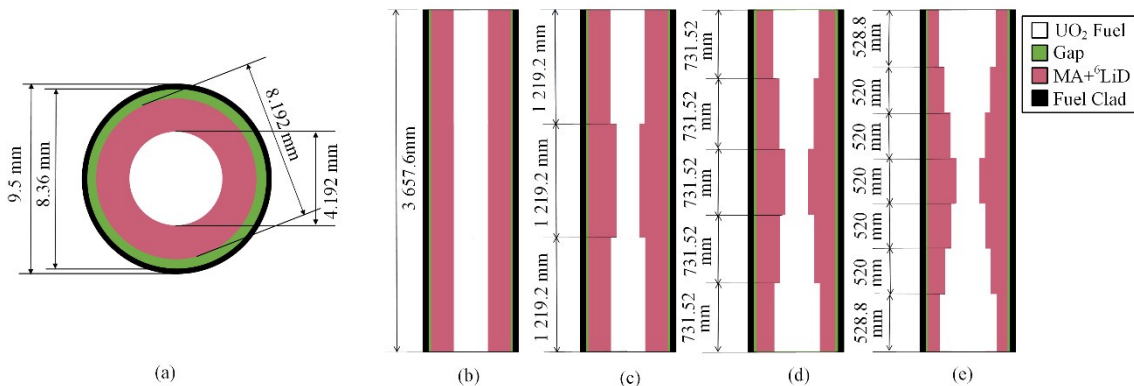 9.5 mm
8.36 mm
8.192 mm
4.192 mm
(a)
3 657.6mm
(b)
1 219.2 mm
1 219.2 mm
1 219.2 mm
(c)
731.52
mm
731.52
mm
731.52
mm
731.52
mm
731.52
mm
(d)
528.8
mm
520
mm
520
mm
520
mm
520
mm
520
mm
528.8
mm
(e)
UO₂ Fuel
Gap
MA+⁶LiD
Fuel Clad